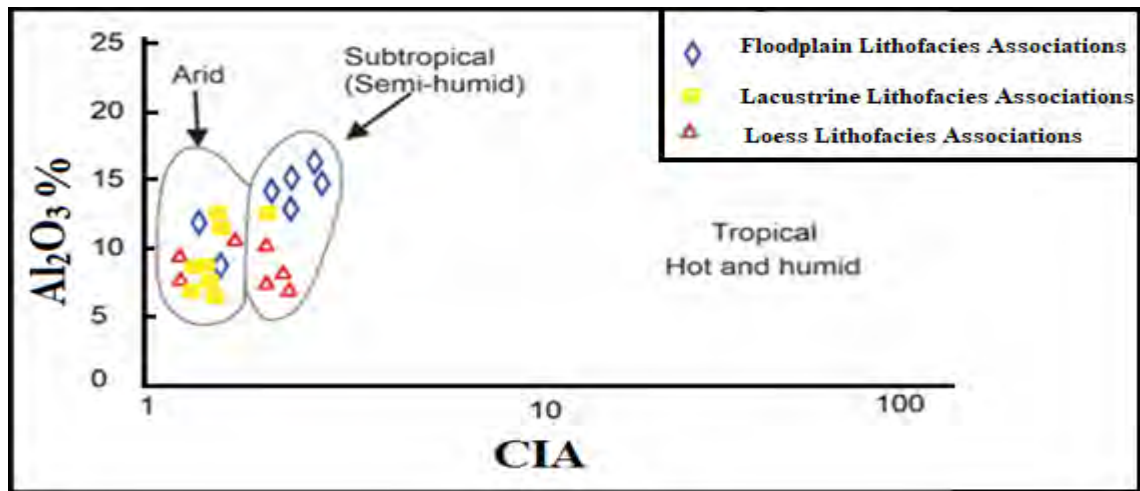 25
20
15
10
5
0
Al₂O₃ %
Arid
Subtropical
(Semi-humid)
Floodplain Lithofacies Associations
Lacustrine Lithofacies Associations
Loess Lithofacies Associations
Tropical
Hot and humid
1
10
100
CIA